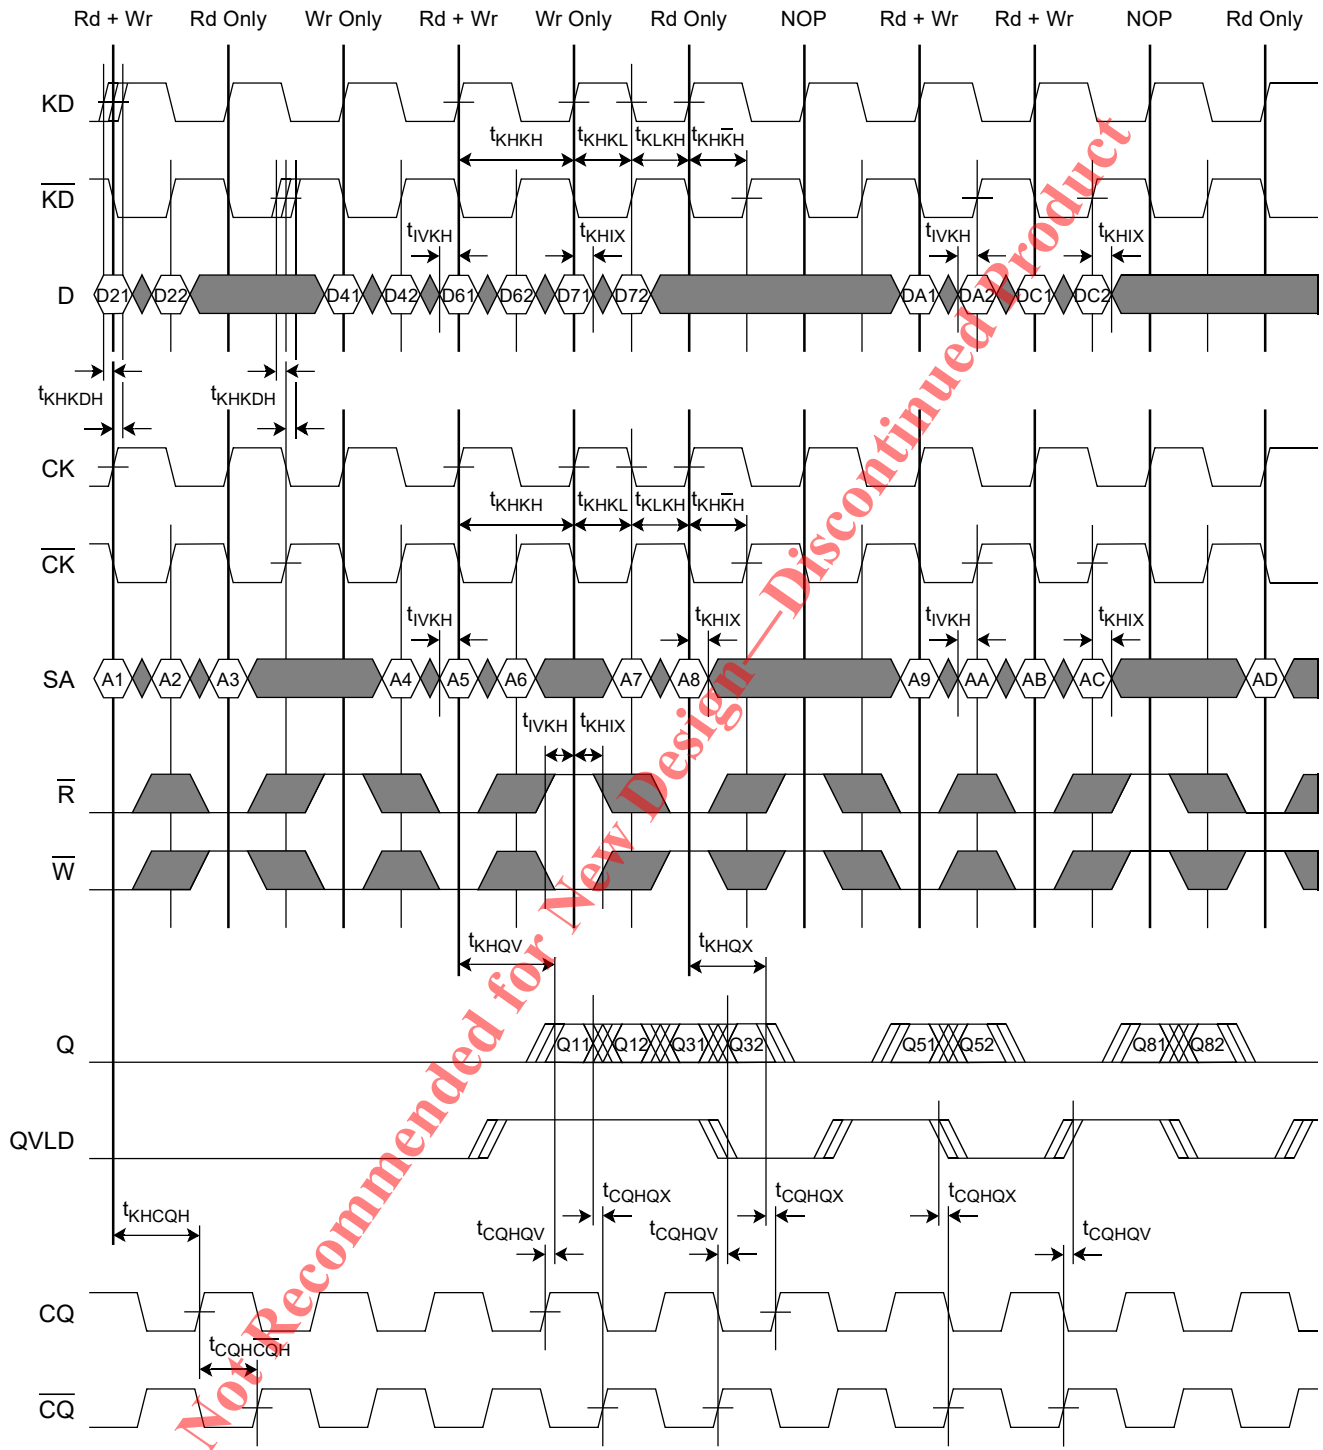 Rd + Wr Rd Only Wr Only Rd + Wr Wr Only Rd Only NOP Rd + Wr Rd + Wr NOP Rd Only
KD
tKHKH tKHKL tKLKH tKHK̅H
K̅D̅
tIVKH tKHIX tIVKH tKHIX
D D21 D22 D41 D42 D61 D62 D71 D72 DA1 DA2 DC1 DC2
tKHKDH tKHKDH
CK
tKHKH tKHKL tKLKH tKHK̅H
C̅K̅
tIVKH tKHIX tIVKH tKHIX
SA A1 A2 A3 A4 A5 A6 A7 A8 A9 AA AB AC AD
tIVKH tKHIX
R̅
W̅
tKHQV tKHQX
Q Q11 Q12 Q31 Q32 Q51 Q52 Q81 Q82
QVLD
tKHCQH tCQHQX tCQHQX tCQHQX
tCQHQV tCQHQV tCQHQV
CQ
tCQHC̅Q̅H
C̅Q̅
Not Recommended for New Design—Discontinued Product